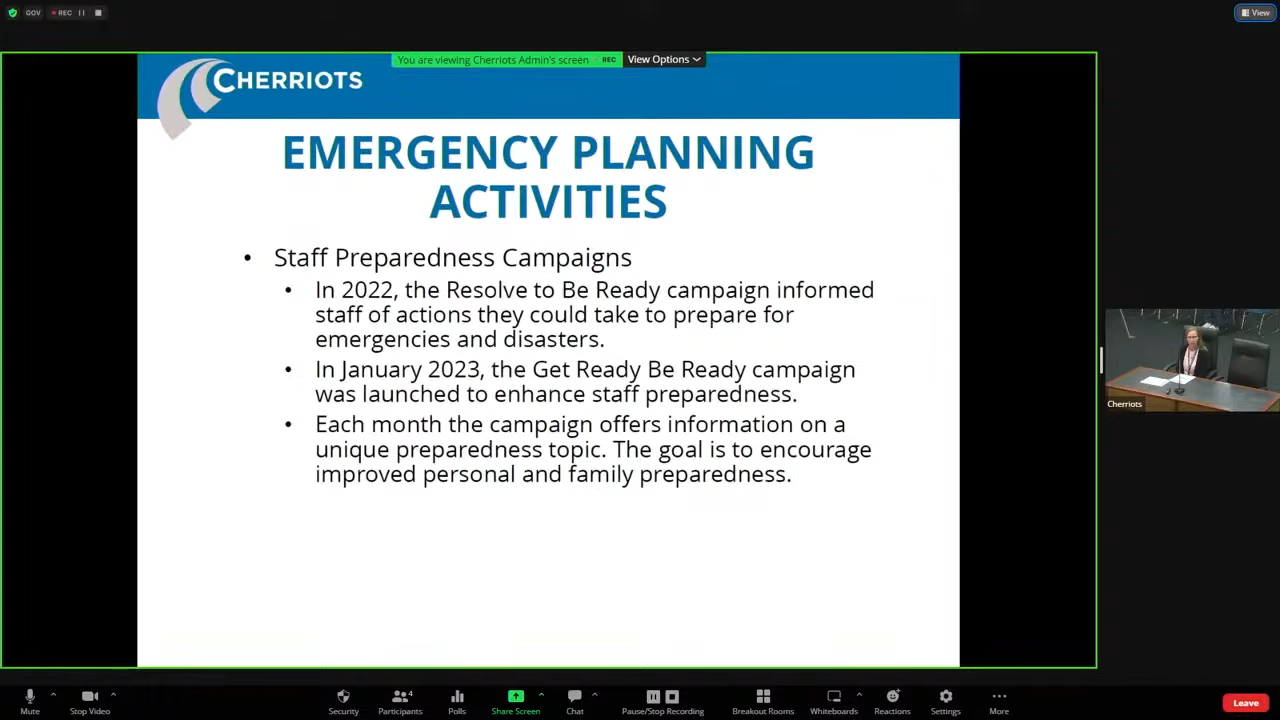 GOV
REC
View
You are viewing Cherriots Admin's screen
REC
View Options
CHERRIOTS
EMERGENCY PLANNING
ACTIVITIES
• Staff Preparedness Campaigns
• In 2022, the Resolve to Be Ready campaign informed
staff of actions they could take to prepare for
emergencies and disasters.
• In January 2023, the Get Ready Be Ready campaign
was launched to enhance staff preparedness.
• Each month the campaign offers information on a
unique preparedness topic. The goal is to encourage
improved personal and family preparedness.
Cherriots
Mute
Stop Video
Security
4
Participants
Polls
Share Screen
Chat
Pause/Stop Recording
Breakout Rooms
Whiteboards
Reactions
Settings
More
Leave